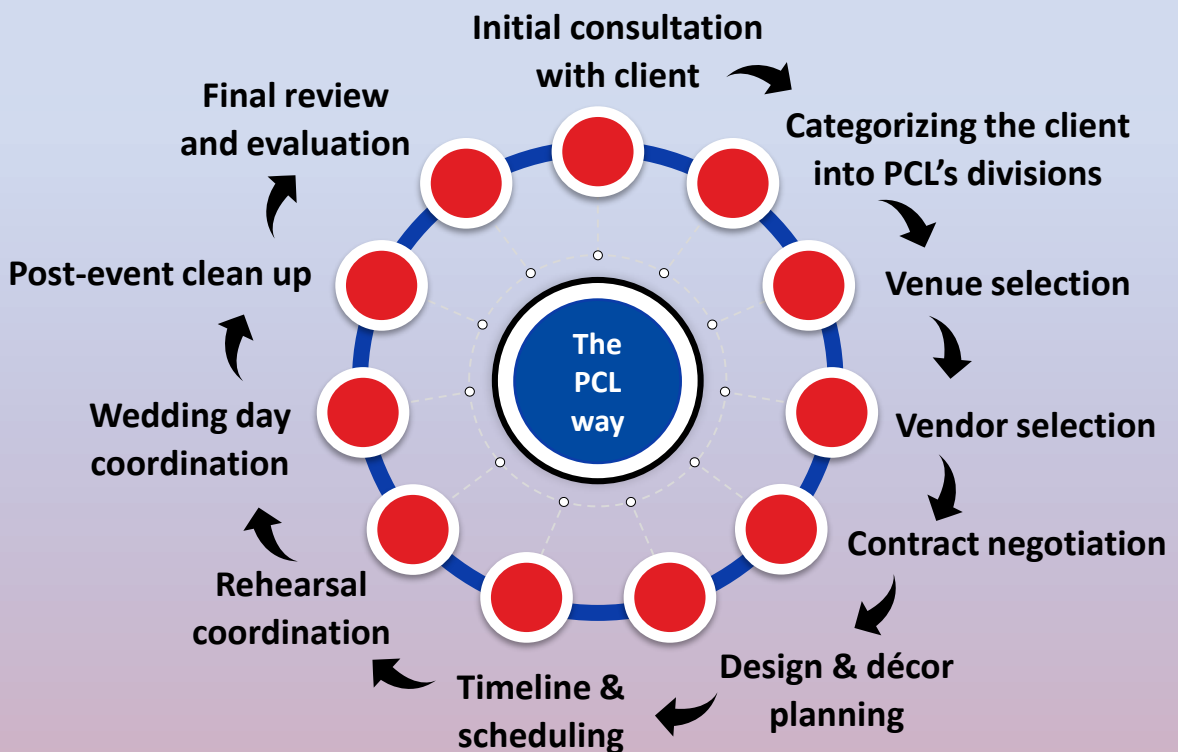 Initial consultation
with client
Categorizing the client
into PCL’s divisions
Venue selection
Vendor selection
Contract negotiation
Design & décor
planning
Timeline &
scheduling
Rehearsal
coordination
Wedding day
coordination
Post-event clean up
Final review
and evaluation
The
PCL
way